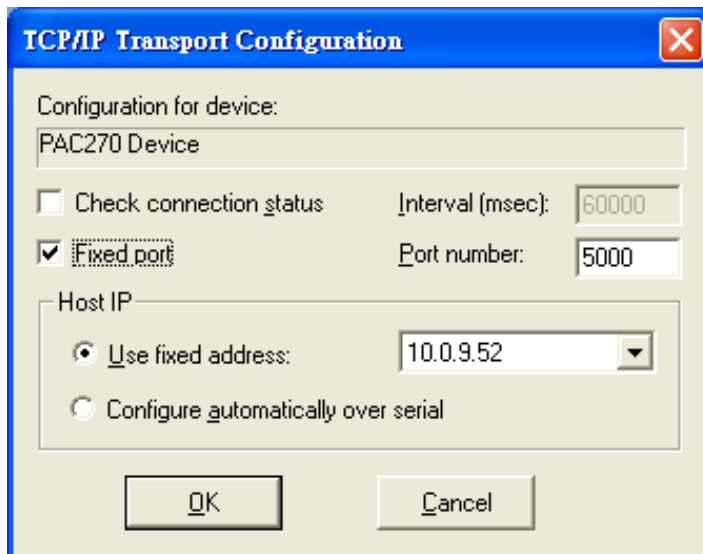 TCP/IP Transport Configuration
Configuration for device:
PAC270 Device
Check connection status Interval (msec): 60000
Fixed port Port number: 5000
Host IP
Use fixed address: 10.0.9.52
Configure automatically over serial
OK Cancel